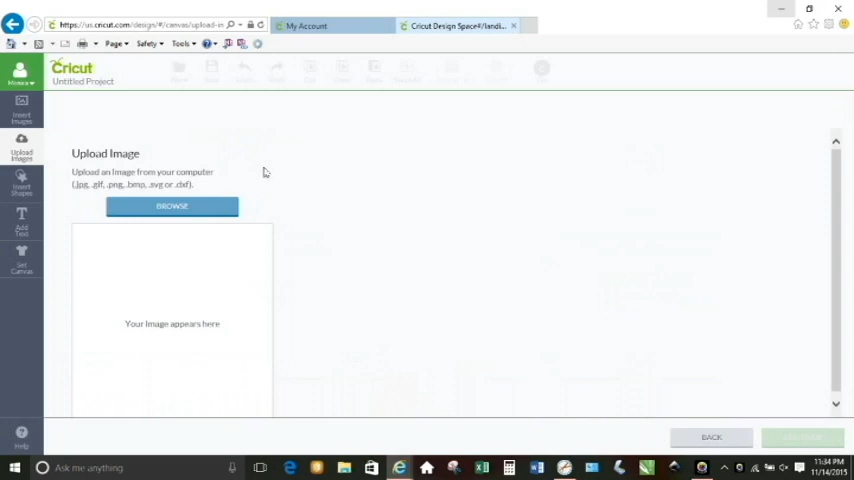 https://us.cricut.com/design/#/canvas/upload-im
My Account
Cricut Design Space#/landi...
Page
Safety
Tools
Cricut
Untitled Project
Insert
Images
Upload
Images
Insert
Shapes
Add
Text
Set
Canvas
Help
Upload Image
Upload an image from your computer
(.jpg, .gif, .png, .bmp, .svg or .dxf).
BROWSE
Your Image appears here
BACK
Ask me anything
11:34 PM
11/14/2015